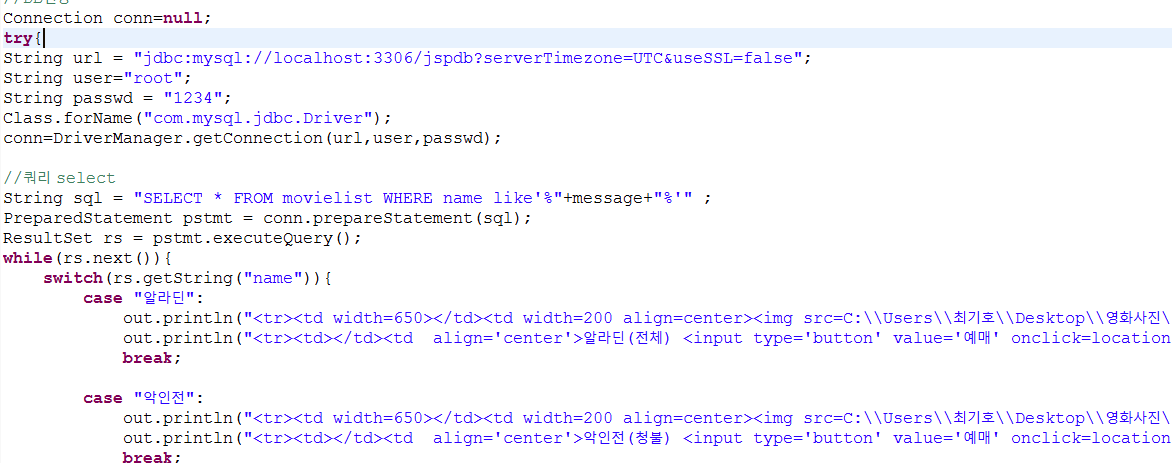 Connection conn=null;
try{
String url = "jdbc:mysql://localhost:3306/jspdb?serverTimezone=UTC&useSSL=false";
String user="root";
String passwd = "1234";
Class.forName("com.mysql.jdbc.Driver");
conn=DriverManager.getConnection(url,user,passwd);
//쿼리 select
String sql = "SELECT * FROM movielist WHERE name like'%"+message+"%'" ;
PreparedStatement pstmt = conn.prepareStatement(sql);
ResultSet rs = pstmt.executeQuery();
while(rs.next()){
switch(rs.getString("name")){
case "알라딘":
out.println("<tr><td width=650></td><td width=200 align=center><img src=C:\\Users\\최기호\\Desktop\\영화사진\
out.println("<tr><td></td><td  align='center'>알라딘(전체) <input type='button' value='예매' onclick=location
break;
case "악인전":
out.println("<tr><td width=650></td><td width=200 align=center><img src=C:\\Users\\최기호\\Desktop\\영화사진\
out.println("<tr><td></td><td  align='center'>악인전(청불) <input type='button' value='예매' onclick=location
break;